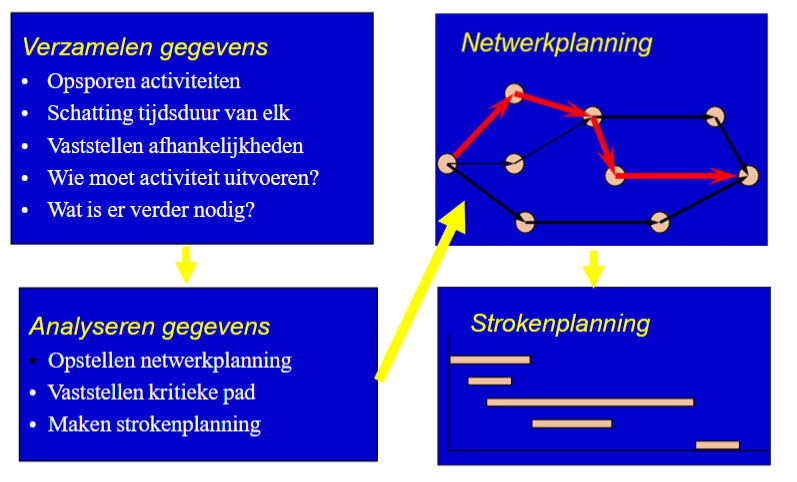 Verzamelen gegevens
• Opsporen activiteiten
• Schatting tijdsduur van elk
• Vaststellen afhankelijkheden
• Wie moet activiteit uitvoeren?
• Wat is er verder nodig?
Analyseren gegevens
• Opstellen netwerkplanning
• Vaststellen kritieke pad
• Maken strokenplanning
Netwerkplanning
Strokenplanning